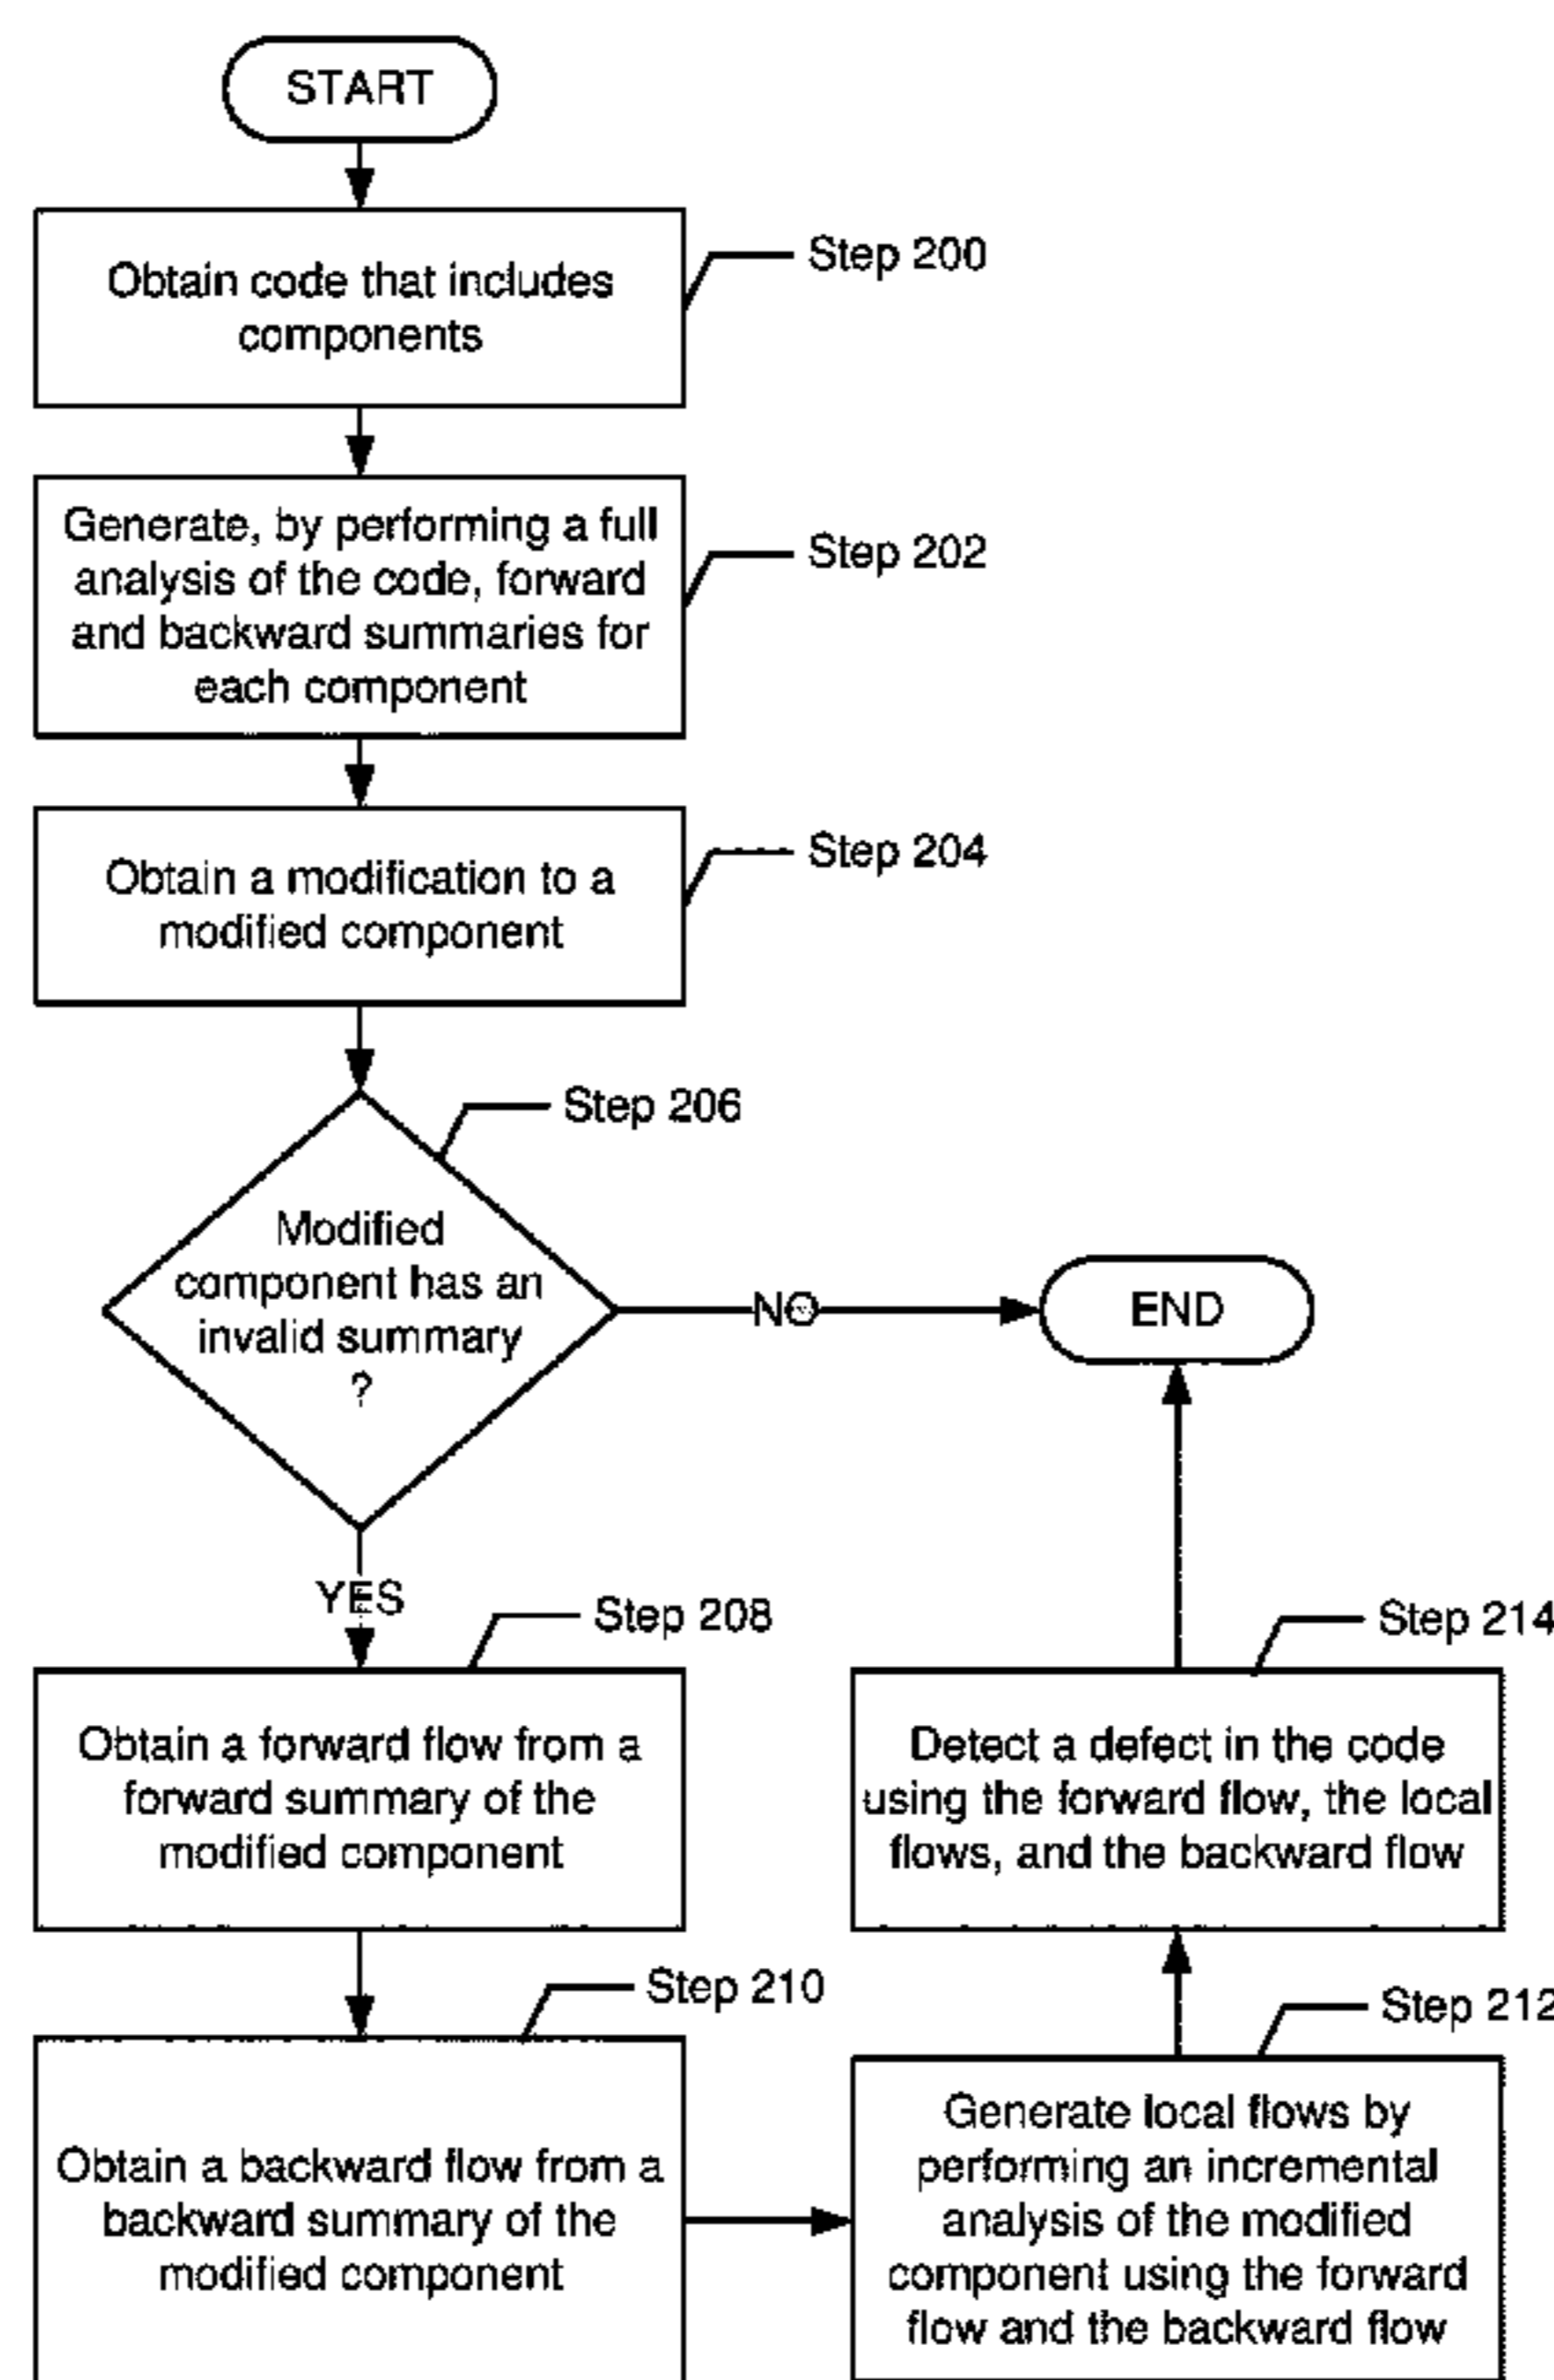 START
Obtain code that includes
components
Step 200
Generate, by performing a full
analysis of the code, forward
and backward summaries for
each component
Step 202
Obtain a modification to a
modified component
Step 204
Step 206
Modified
component has an
invalid summary
?
NO
END
YES
Step 208
Obtain a forward flow from a
forward summary of the
modified component
Step 214
Detect a defect in the code
using the forward flow, the local
flows, and the backward flow
Step 210
Obtain a backward flow from a
backward summary of the
modified component
Step 212
Generate local flows by
performing an incremental
analysis of the modified
component using the forward
flow and the backward flow